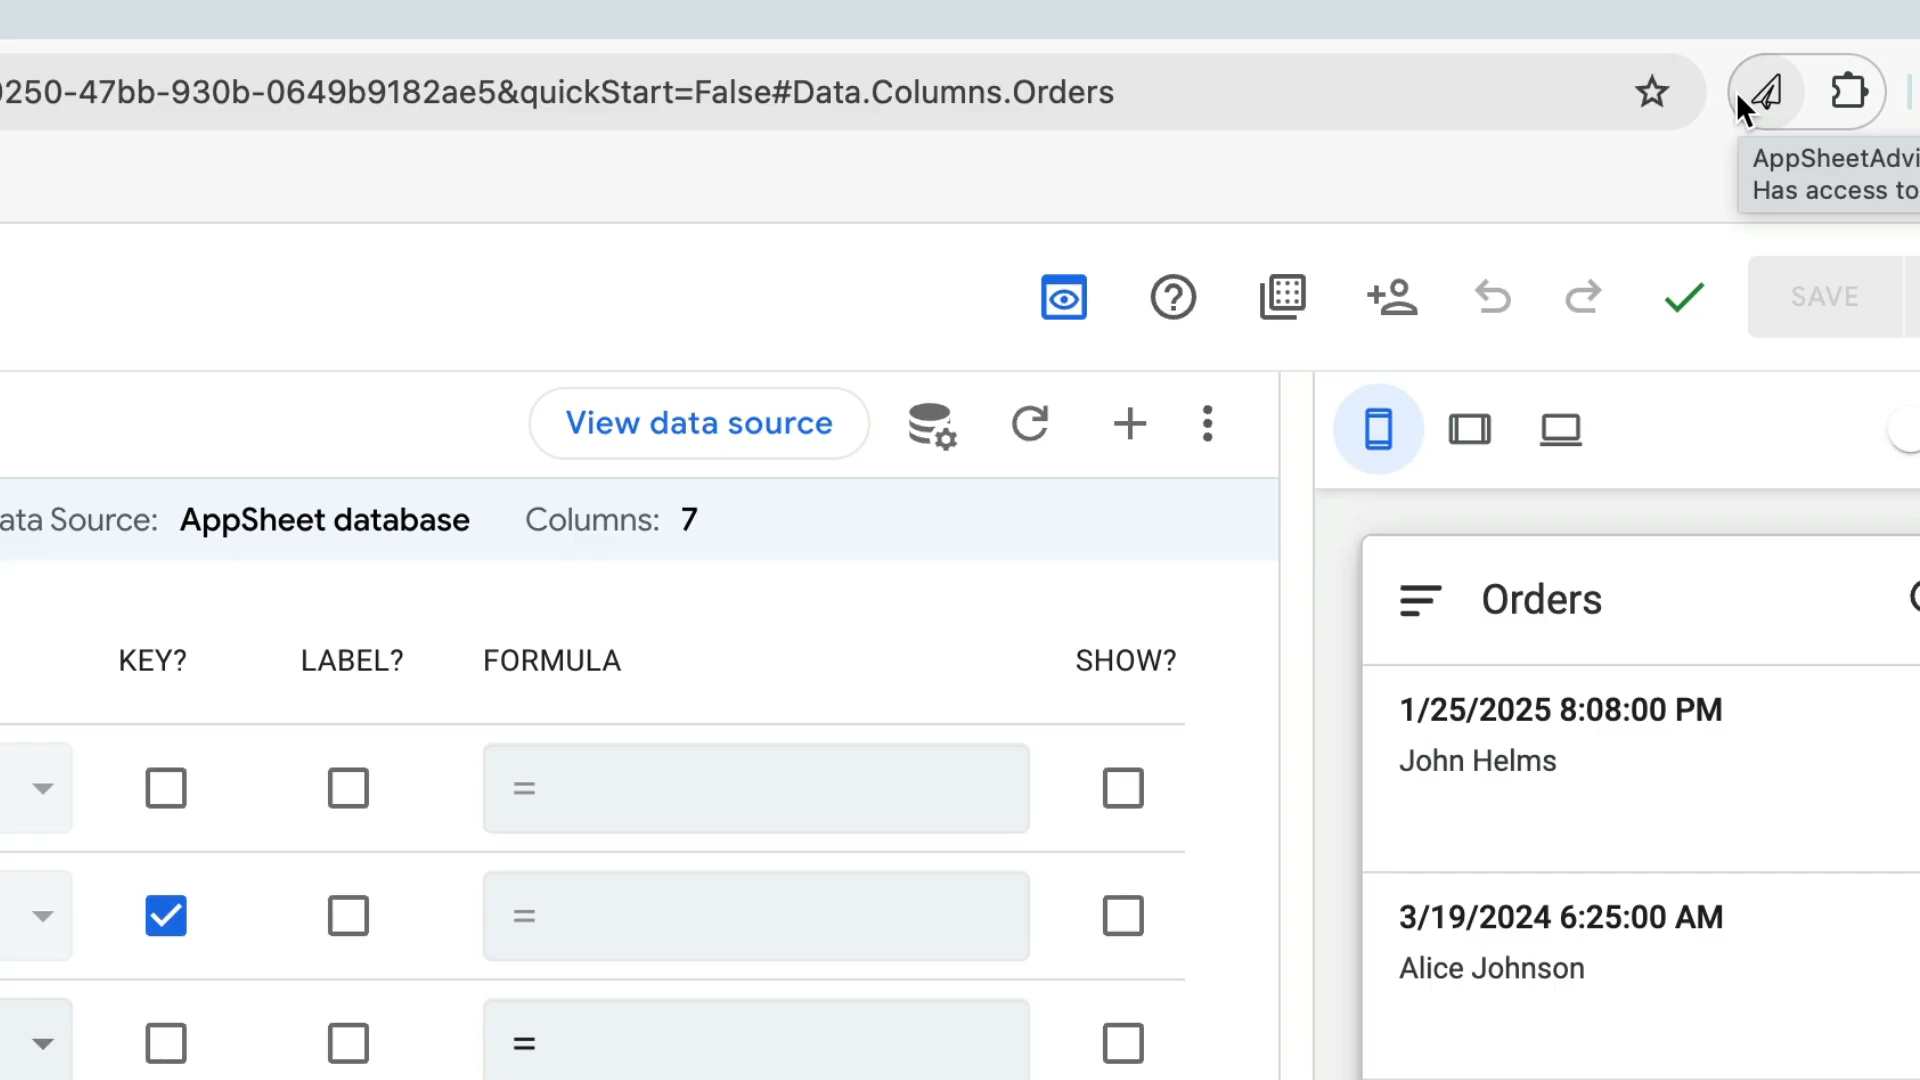 250-47bb-930b-0649b9182ae5&quickStart=False#Data.Columns.Orders
AppSheetAdvi
Has access to
SAVE
View data source
ata Source: AppSheet database Columns: 7
KEY? LABEL? FORMULA SHOW?
=
=
=
Orders
1/25/2025 8:08:00 PM
John Helms
3/19/2024 6:25:00 AM
Alice Johnson